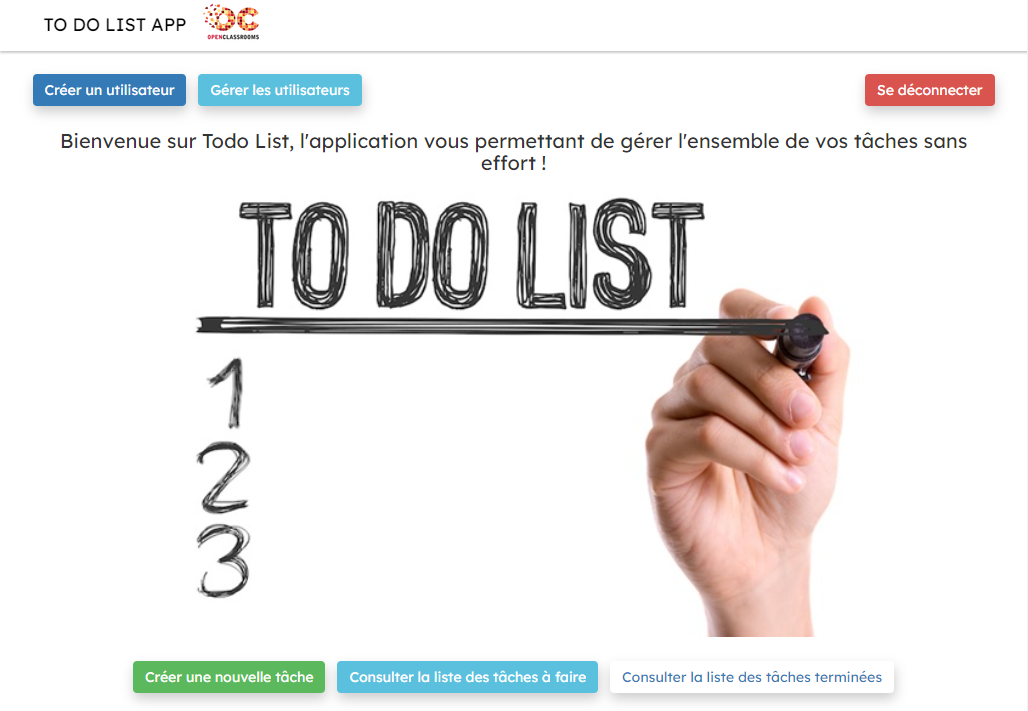 TO DO LIST APP
OC
OPENCLASSROOMS
Créer un utilisateur
Gérer les utilisateurs
Se déconnecter
Bienvenue sur Todo List, l'application vous permettant de gérer l'ensemble de vos tâches sans
effort !
TO DO LIST
1
2
3
Créer une nouvelle tâche
Consulter la liste des tâches à faire
Consulter la liste des tâches terminées